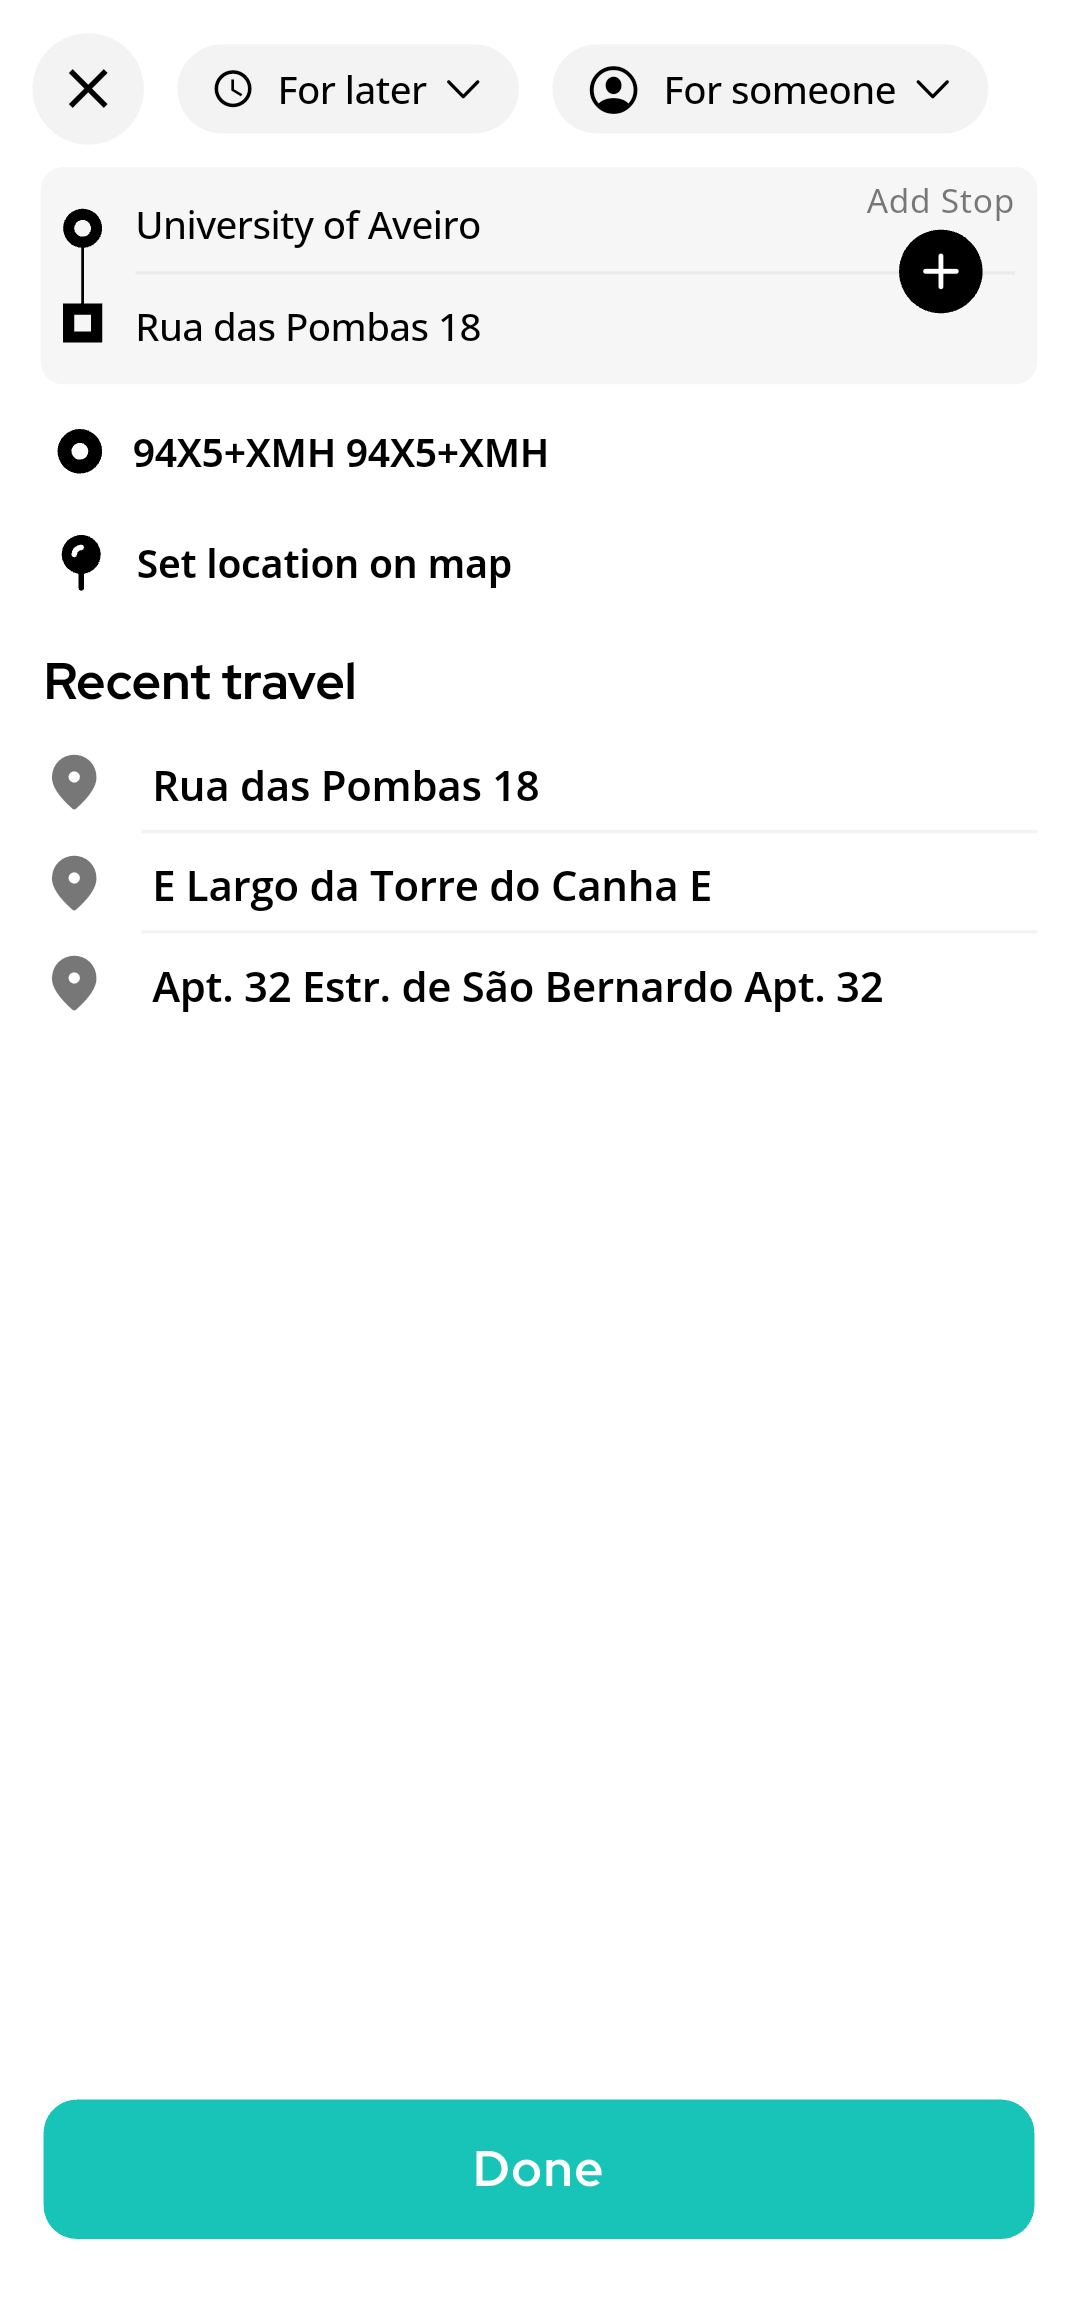 For later
For someone
Add Stop
University of Aveiro
Rua das Pombas 18
94X5+XMH 94X5+XMH
Set location on map
Recent travel
Rua das Pombas 18
E Largo da Torre do Canha E
Apt. 32 Estr. de São Bernardo Apt. 32
Done